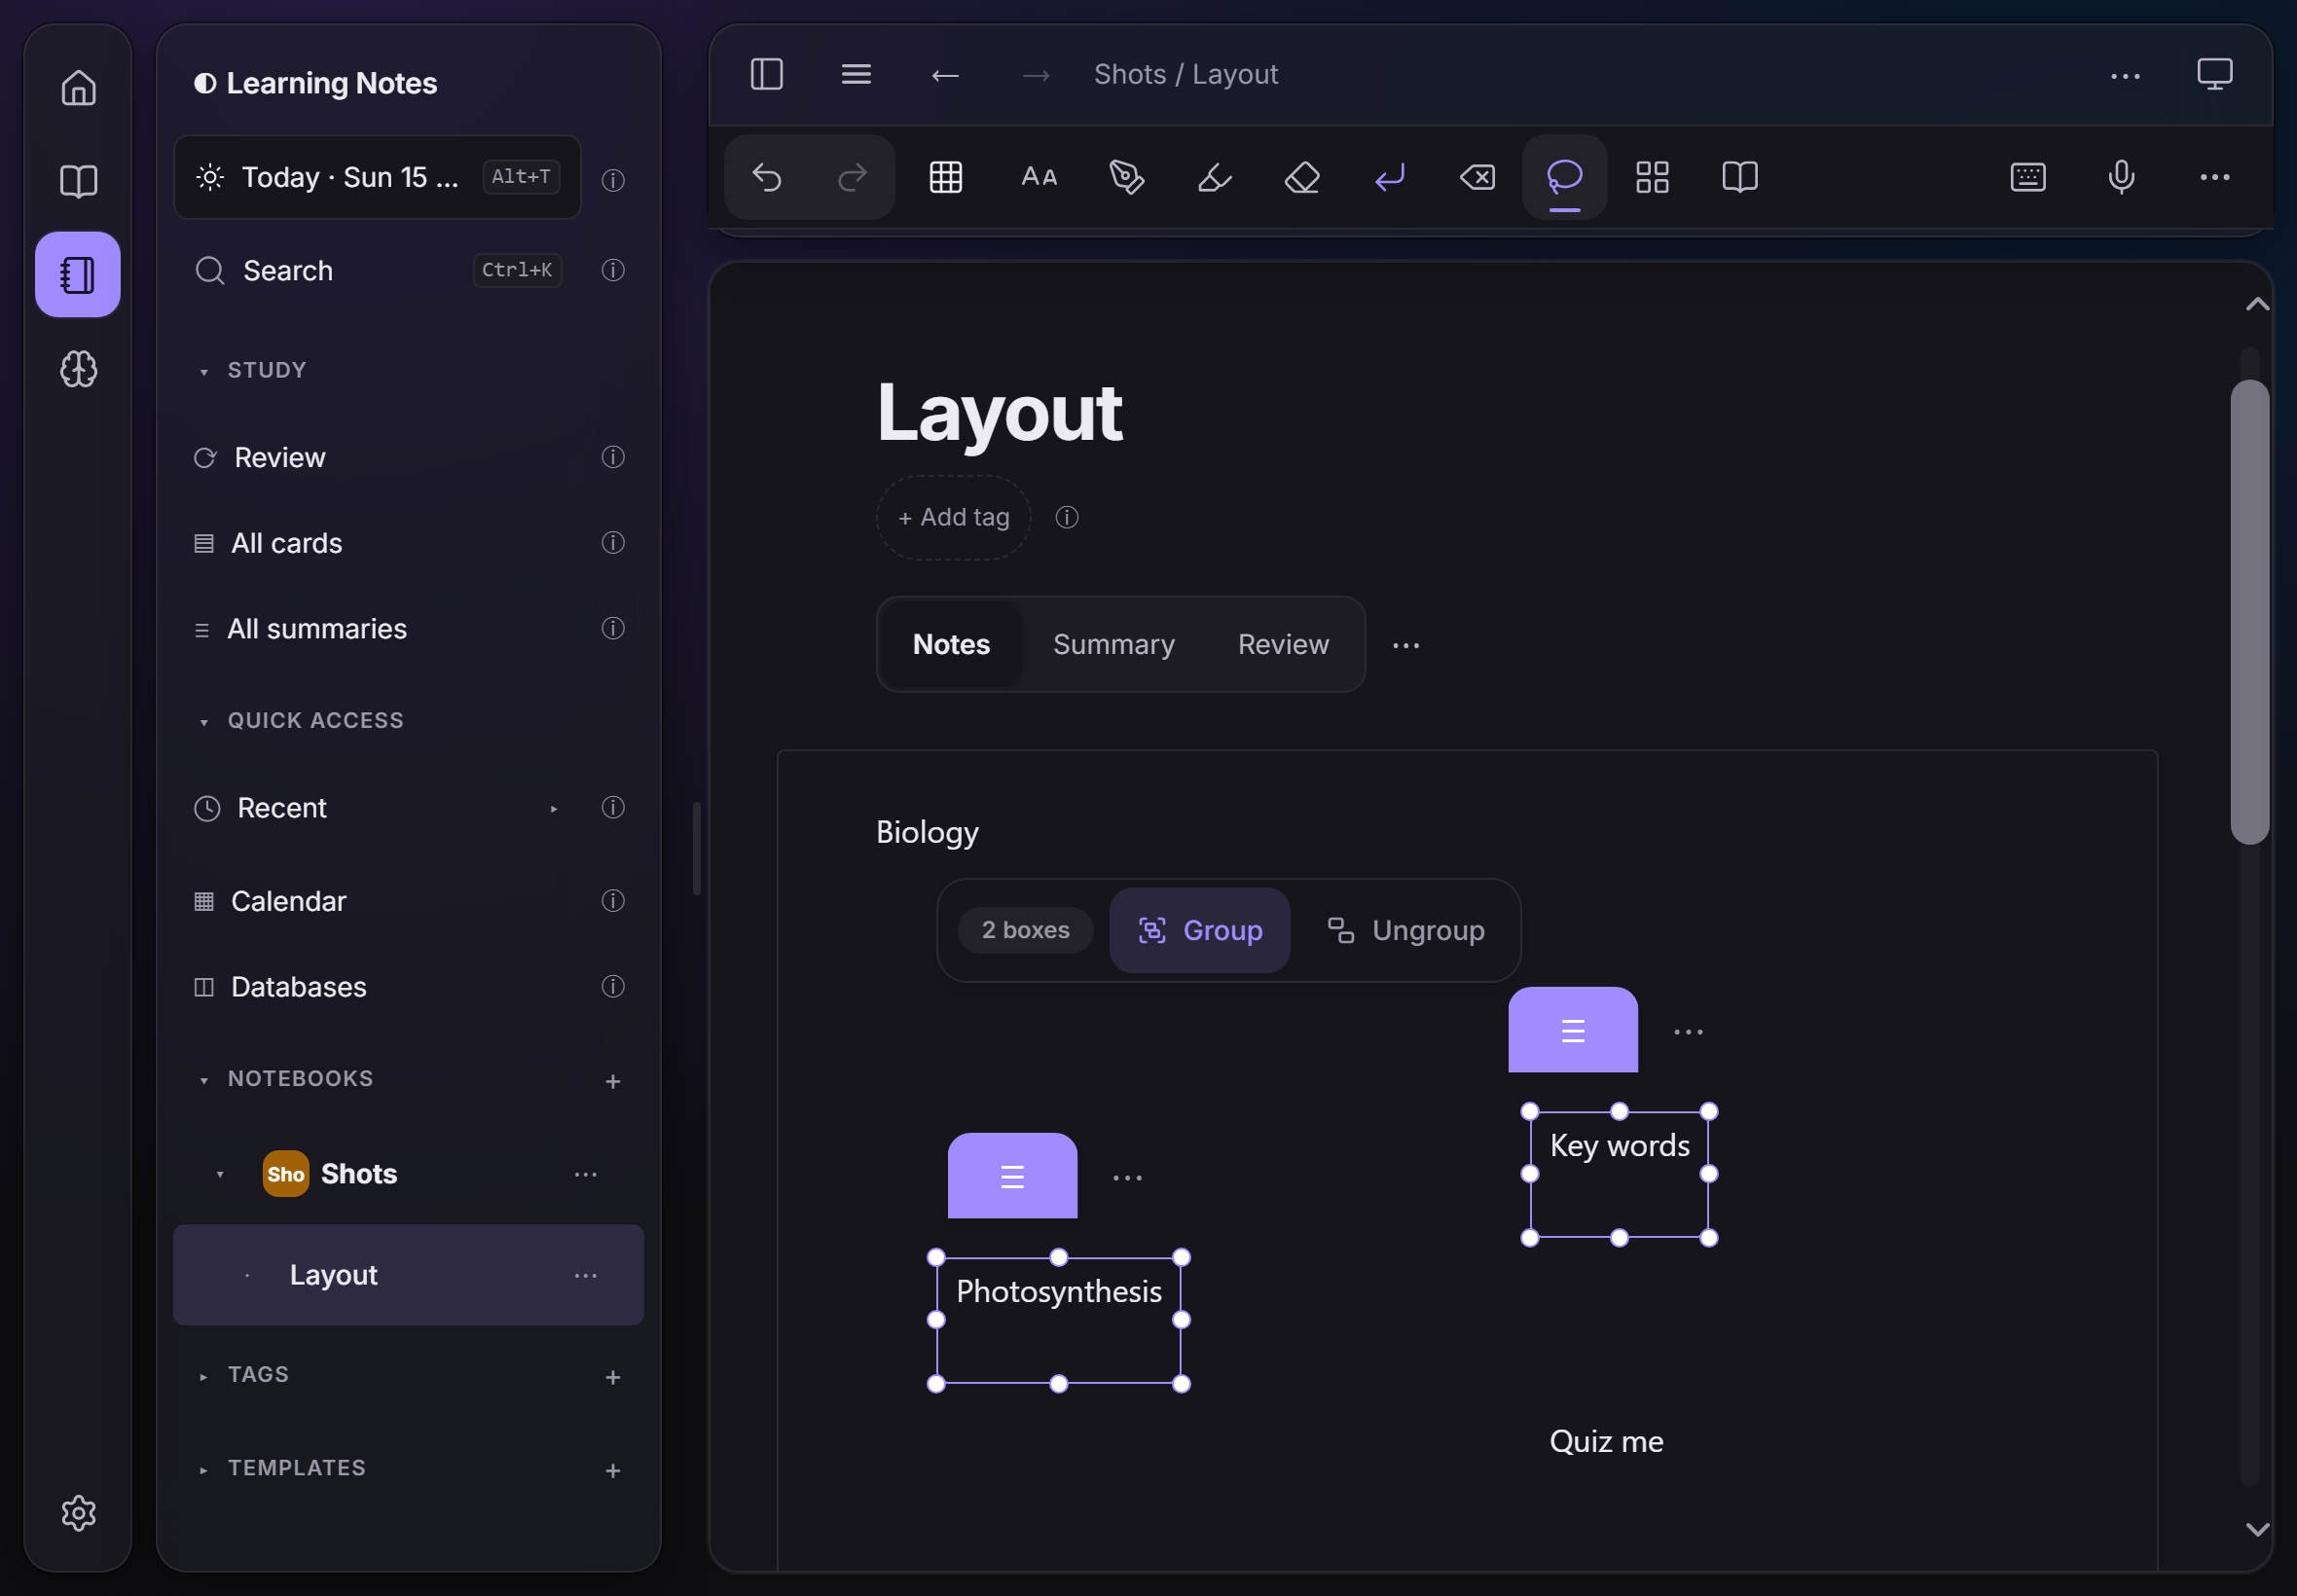 Learning Notes
Today · Sun 15 ...
Alt+T
Search
Ctrl+K
STUDY
Review
All cards
All summaries
QUICK ACCESS
Recent
Calendar
Databases
NOTEBOOKS
Sho
Shots
Layout
TAGS
TEMPLATES
Shots / Layout
AA
Layout
+ Add tag
Notes
Summary
Review
Biology
2 boxes
Group
Ungroup
Key words
Photosynthesis
Quiz me